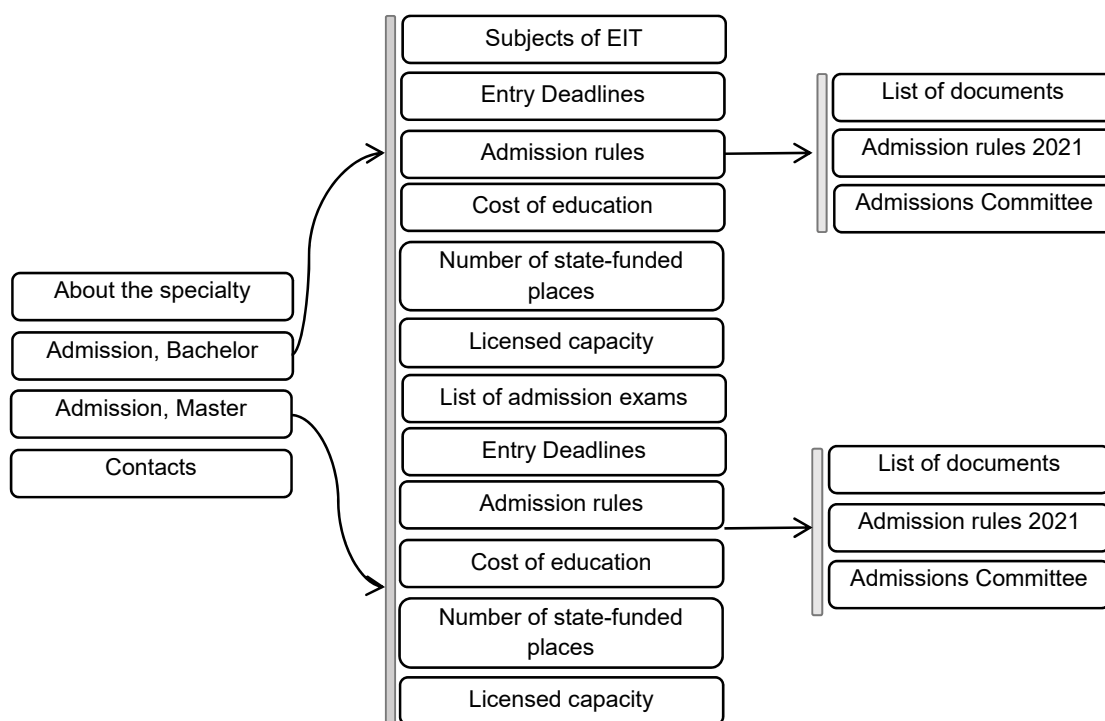 About the specialty
Admission, Bachelor
Admission, Master
Contacts
Subjects of EIT
Entry Deadlines
Admission rules
Cost of education
Number of state-funded
places
Licensed capacity
List of admission exams
Entry Deadlines
Admission rules
Cost of education
Number of state-funded
places
Licensed capacity
List of documents
Admission rules 2021
Admissions Committee
List of documents
Admission rules 2021
Admissions Committee